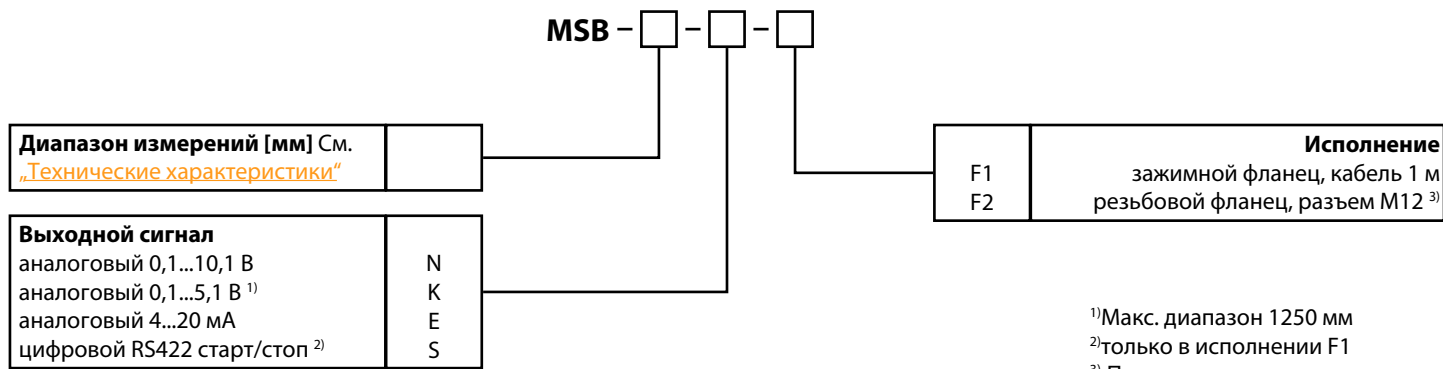 MSB – –  –
Диапазон измерений [мм] См.
„Технические характеристики“
Выходной сигнал
аналоговый 0,1...10,1 В N
аналоговый 0,1...5,1 В ¹⁾ K
аналоговый 4...20 мА E
цифровой RS422 старт/стоп ²⁾ S
Исполнение
F1 зажимной фланец, кабель 1 м
F2 резьбовой фланец, разъем M12 ³⁾
¹⁾Макс. диапазон 1250 мм
²⁾только в исполнении F1